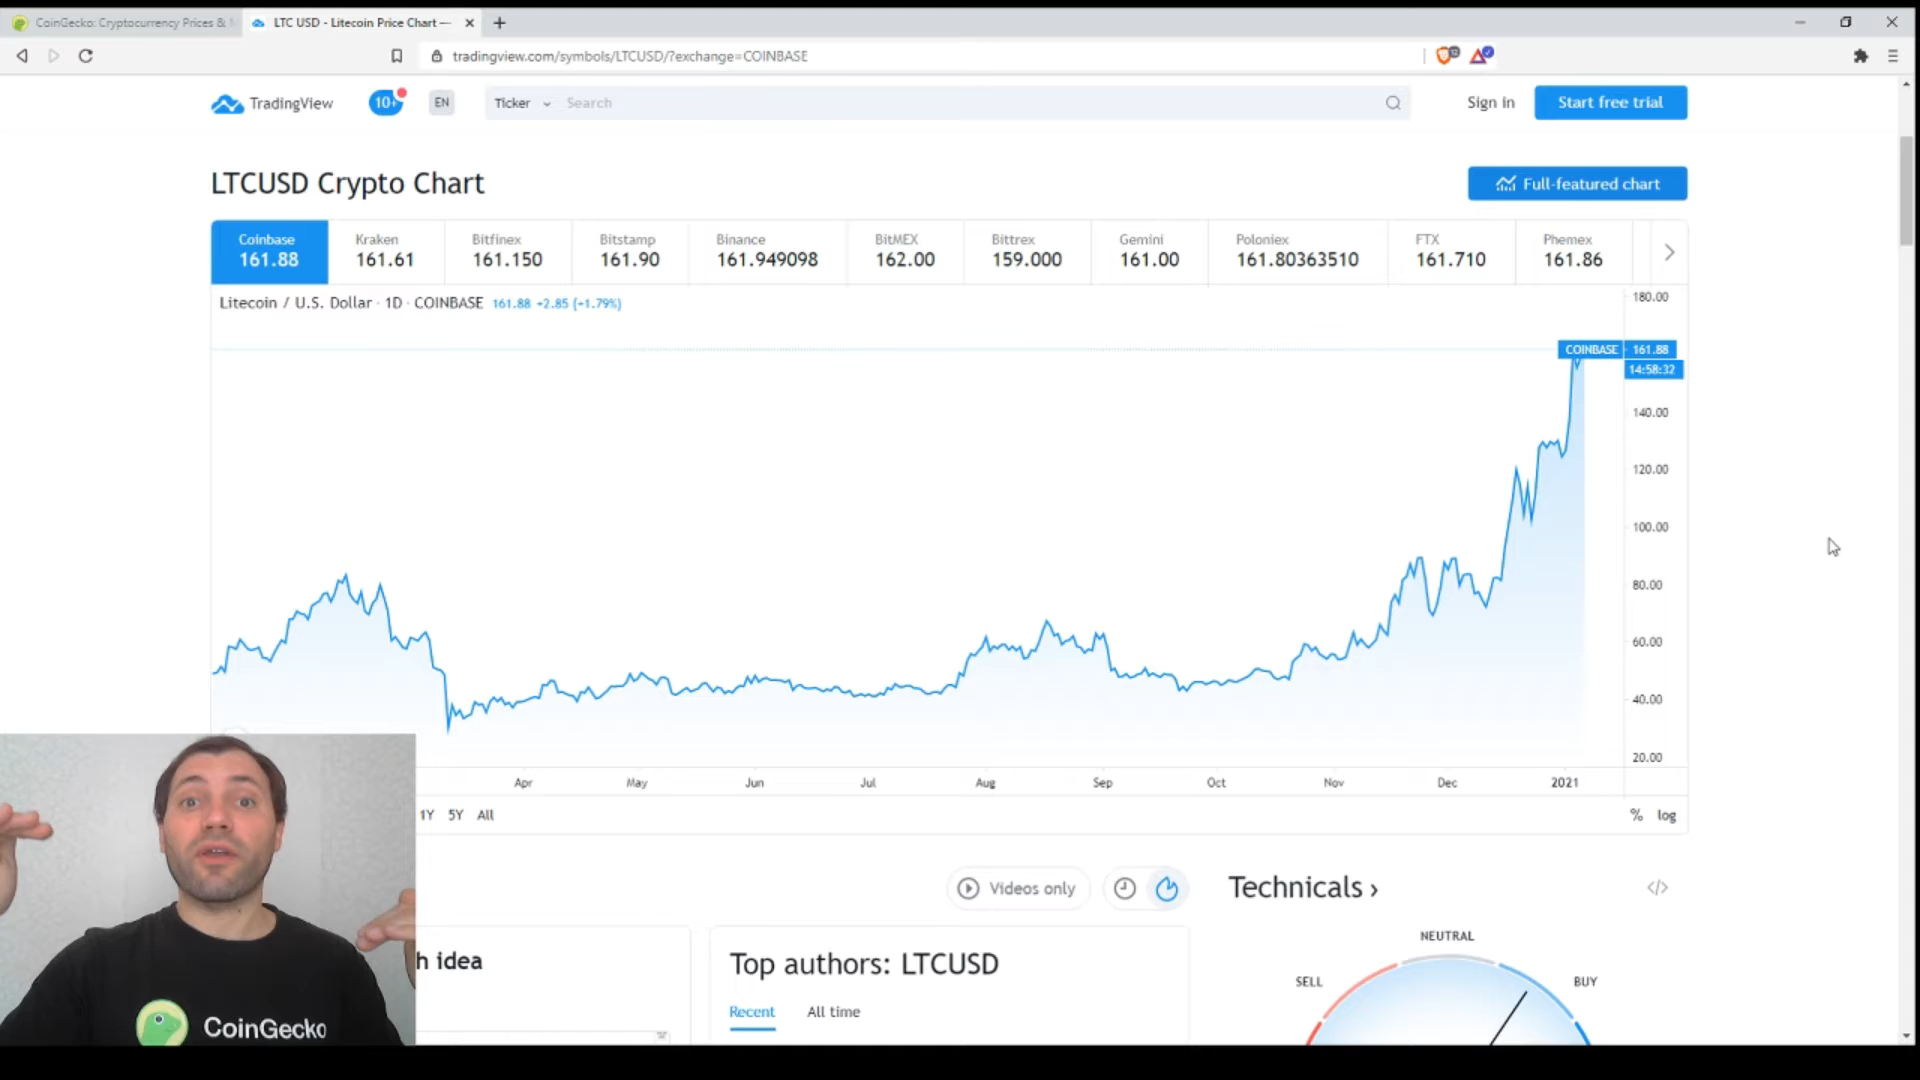 CoinGecko: Cryptocurrency Prices &
LTC USD - Litecoin Price Chart —
tradingview.com/symbols/LTCUSD/?exchange=COINBASE
TradingView
10+
EN
Ticker
Search
Sign in
Start free trial
LTCUSD Crypto Chart
Full-featured chart
Coinbase
161.88
Kraken
161.61
Bitfinex
161.150
Bitstamp
161.90
Binance
161.949098
BitMEX
162.00
Bittrex
159.000
Gemini
161.00
Poloniex
161.80363510
FTX
161.710
Phemex
161.86
Litecoin / U.S. Dollar · 1D · COINBASE 161.88 +2.85 (+1.79%)
180.00
COINBASE 161.88
14:58:32
140.00
120.00
100.00
80.00
60.00
40.00
20.00
Apr May Jun Jul Aug Sep Oct Nov Dec 2021
1Y 5Y All
% log
Videos only
Technicals ›
</>
NEUTRAL
SELL
BUY
h idea
Top authors: LTCUSD
Recent
All time
CoinGecko